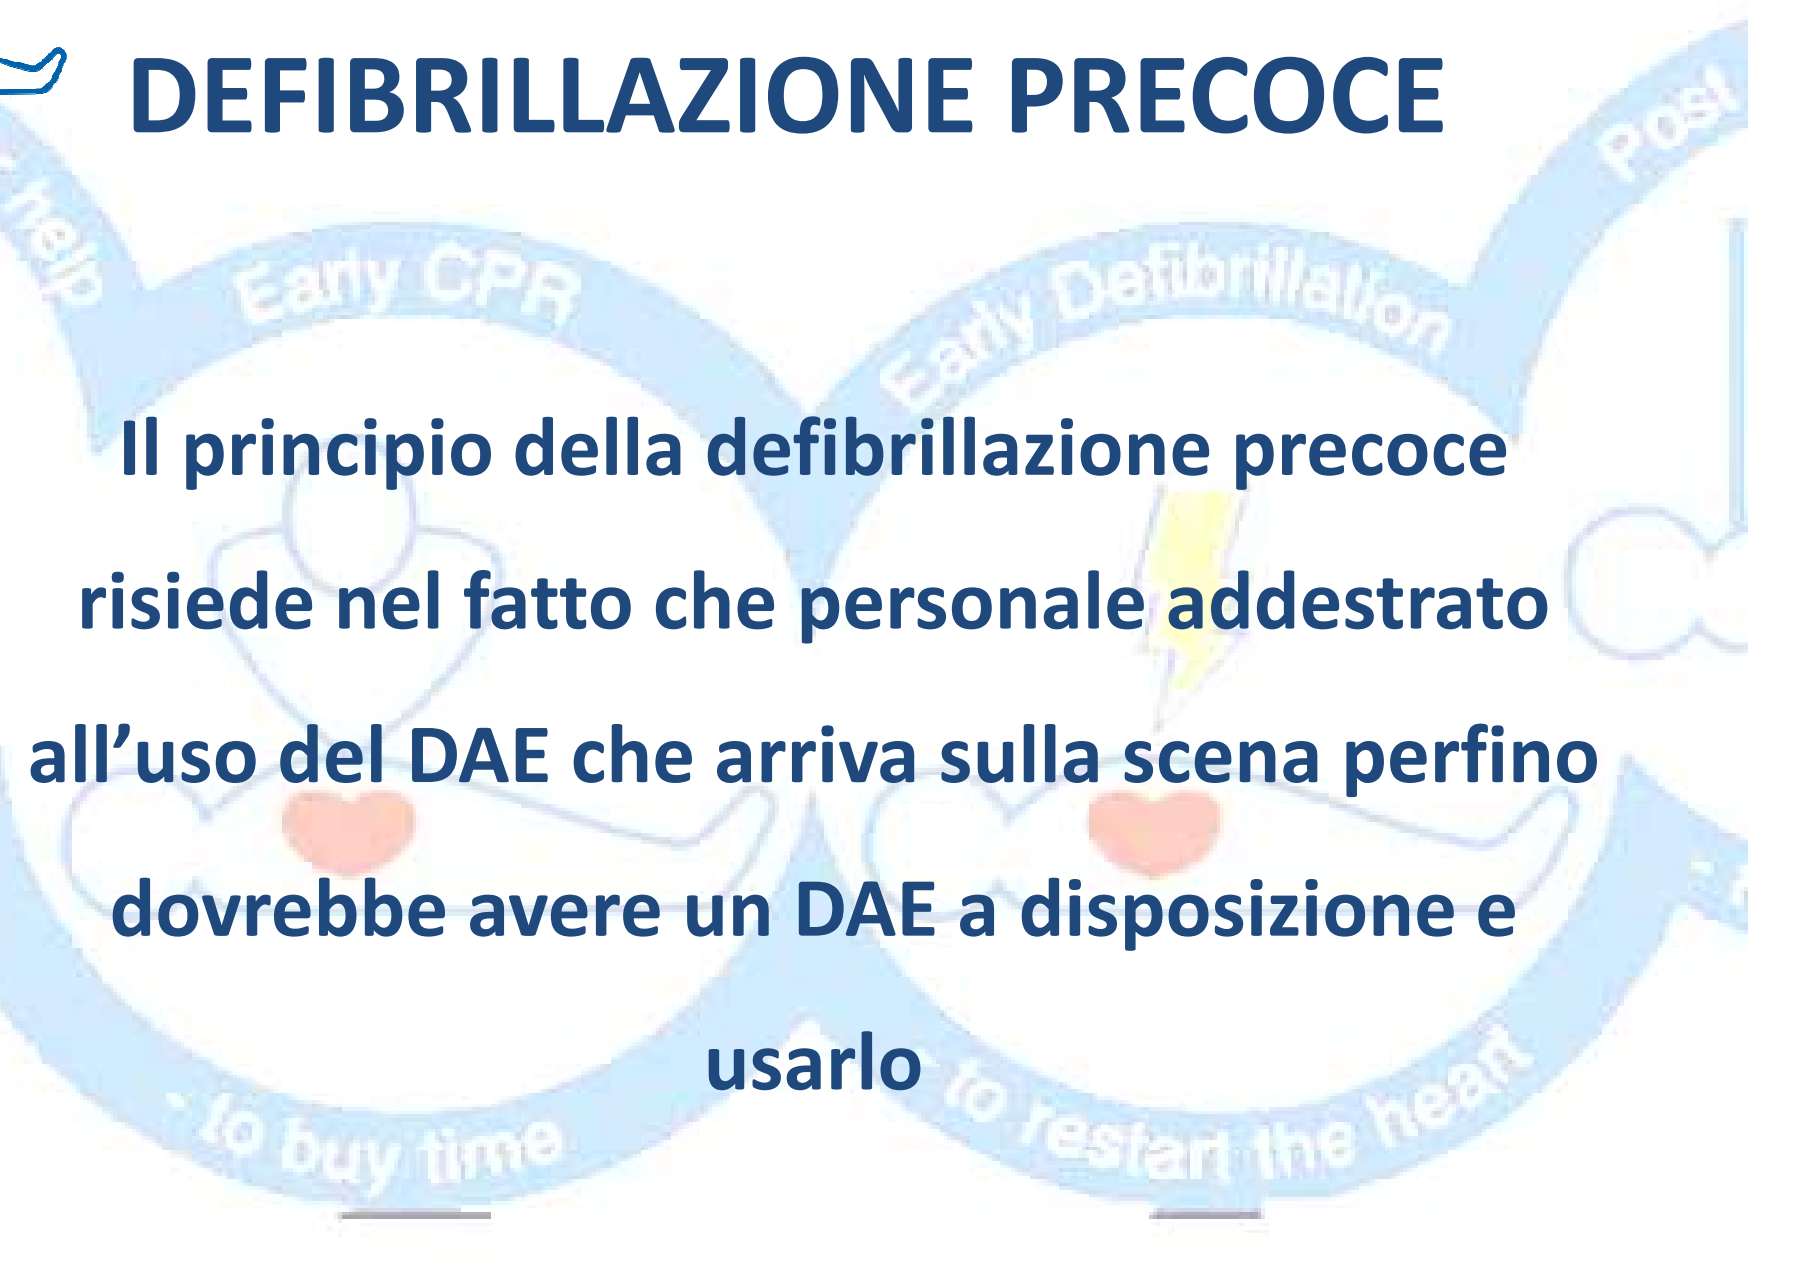 DEFIBRILLAZIONE PRECOCE
Post
- help
Early CPR
Early Defibrillation
Il principio della defibrillazione precoce
risiede nel fatto che personale addestrato
all’uso del DAE che arriva sulla scena perfino
dovrebbe avere un DAE a disposizione e
usarlo
- to buy time
- to restart the heart